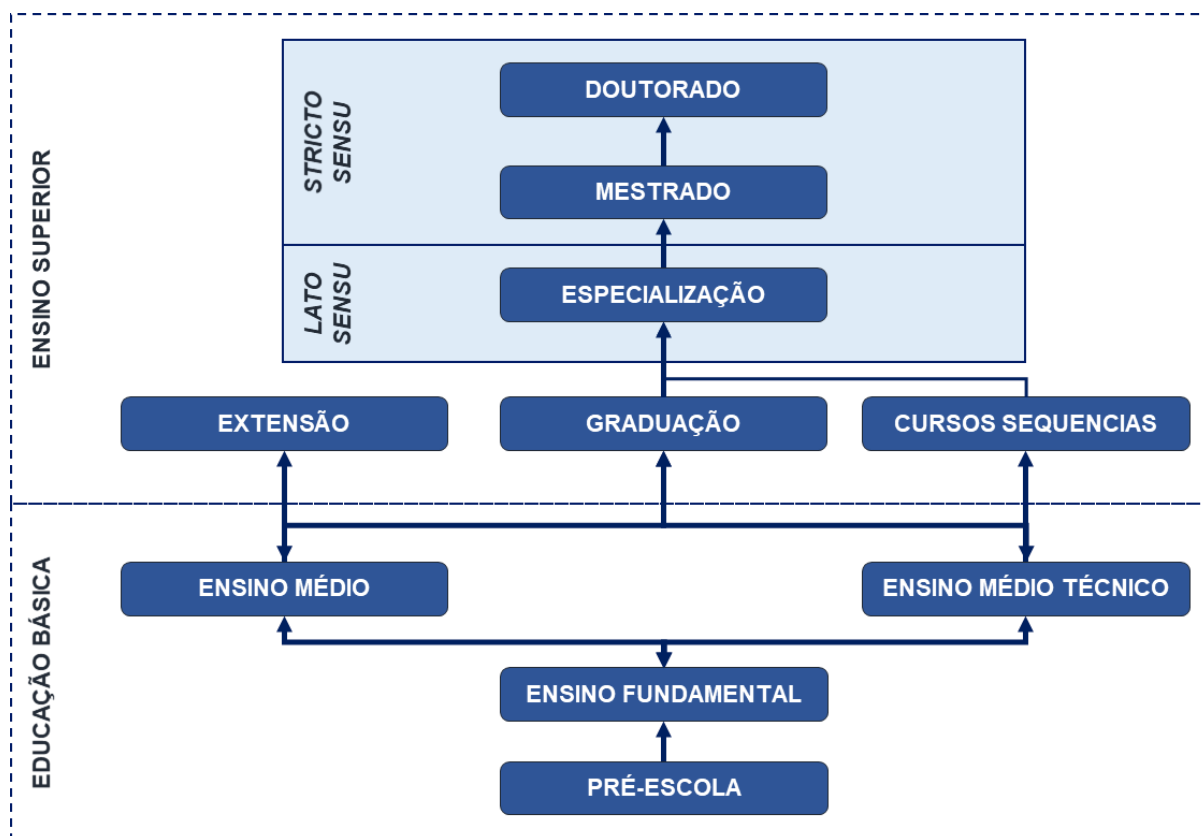 ENSINO SUPERIOR
STRICTO
SENSU
DOUTORADO
MESTRADO
LATO
SENSU
ESPECIALIZAÇÃO
EXTENSÃO
GRADUAÇÃO
CURSOS SEQUENCIAS
EDUCAÇÃO BÁSICA
ENSINO MÉDIO
ENSINO MÉDIO TÉCNICO
ENSINO FUNDAMENTAL
PRÉ-ESCOLA